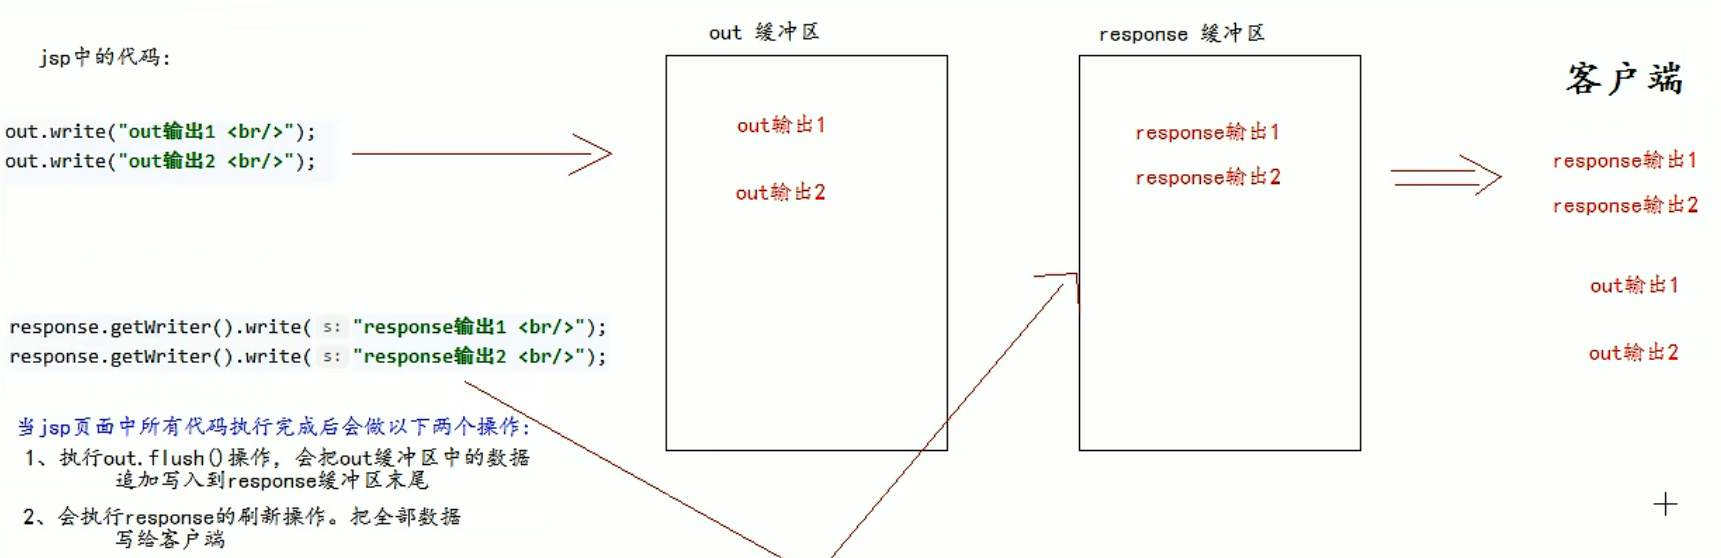 jsp中的代码:
out.write("out输出1 <br/>");
out.write("out输出2 <br/>");
response.getWriter().write( s: "response输出1 <br/>");
response.getWriter().write( s: "response输出2 <br/>");
当jsp页面中所有代码执行完成后会做以下两个操作:
1、执行out.flush()操作，会把out缓冲区中的数据
追加写入到response缓冲区末尾
2、会执行response的刷新操作。把全部数据
写给客户端
out 缓冲区
out输出1
out输出2
response 缓冲区
response输出1
response输出2
客户端
response输出1
response输出2
out输出1
out输出2